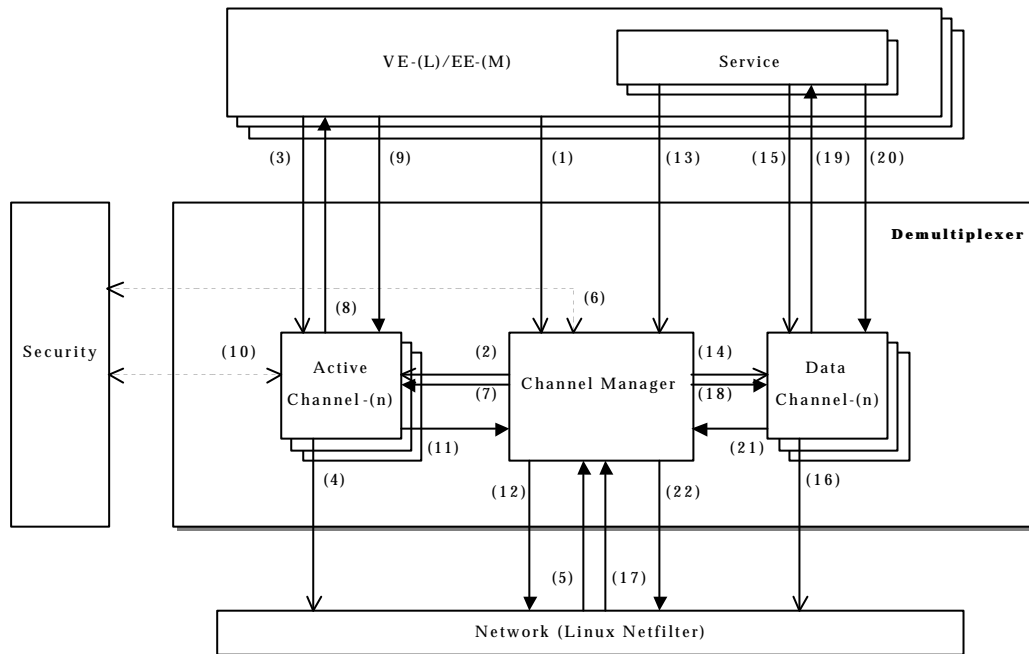 VE-(L)/EE-(M)
Service
(3)
(9)
(1)
(13)
(15)
(19)
(20)
Demultiplexer
(6)
(8)
Security
(10)
Active
Channel-(n)
(2)
(7)
Channel Manager
(14)
(18)
Data
Channel-(n)
(11)
(21)
(4)
(12)
(22)
(16)
(5)
(17)
Network (Linux Netfilter)